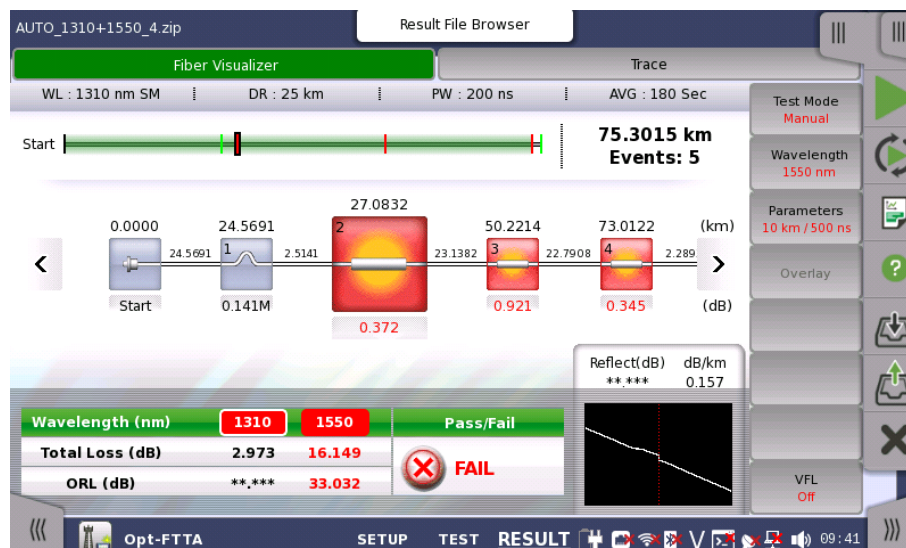 AUTO_1310+1550_4.zip
Result File Browser
Fiber Visualizer
Trace
WL : 1310 nm SM
DR : 25 km
PW : 200 ns
AVG : 180 Sec
Start
75.3015 km
Events: 5
27.0832
0.0000
24.5691
50.2214
73.0122
(km)
24.5691
1
2.5141
2
23.1382
3
22.7908
4
2.289
Start
0.141M
0.372
0.921
0.345
(dB)
Reflect(dB)
dB/km
**.***
0.157
Wavelength (nm)
1310
1550
Pass/Fail
Total Loss (dB)
2.973
16.149
FAIL
ORL (dB)
**.***
33.032
Test Mode
Manual
Wavelength
1550 nm
Parameters
10 km / 500 ns
Overlay
VFL
Off
Opt-FTTA
SETUP
TEST
RESULT
09:41